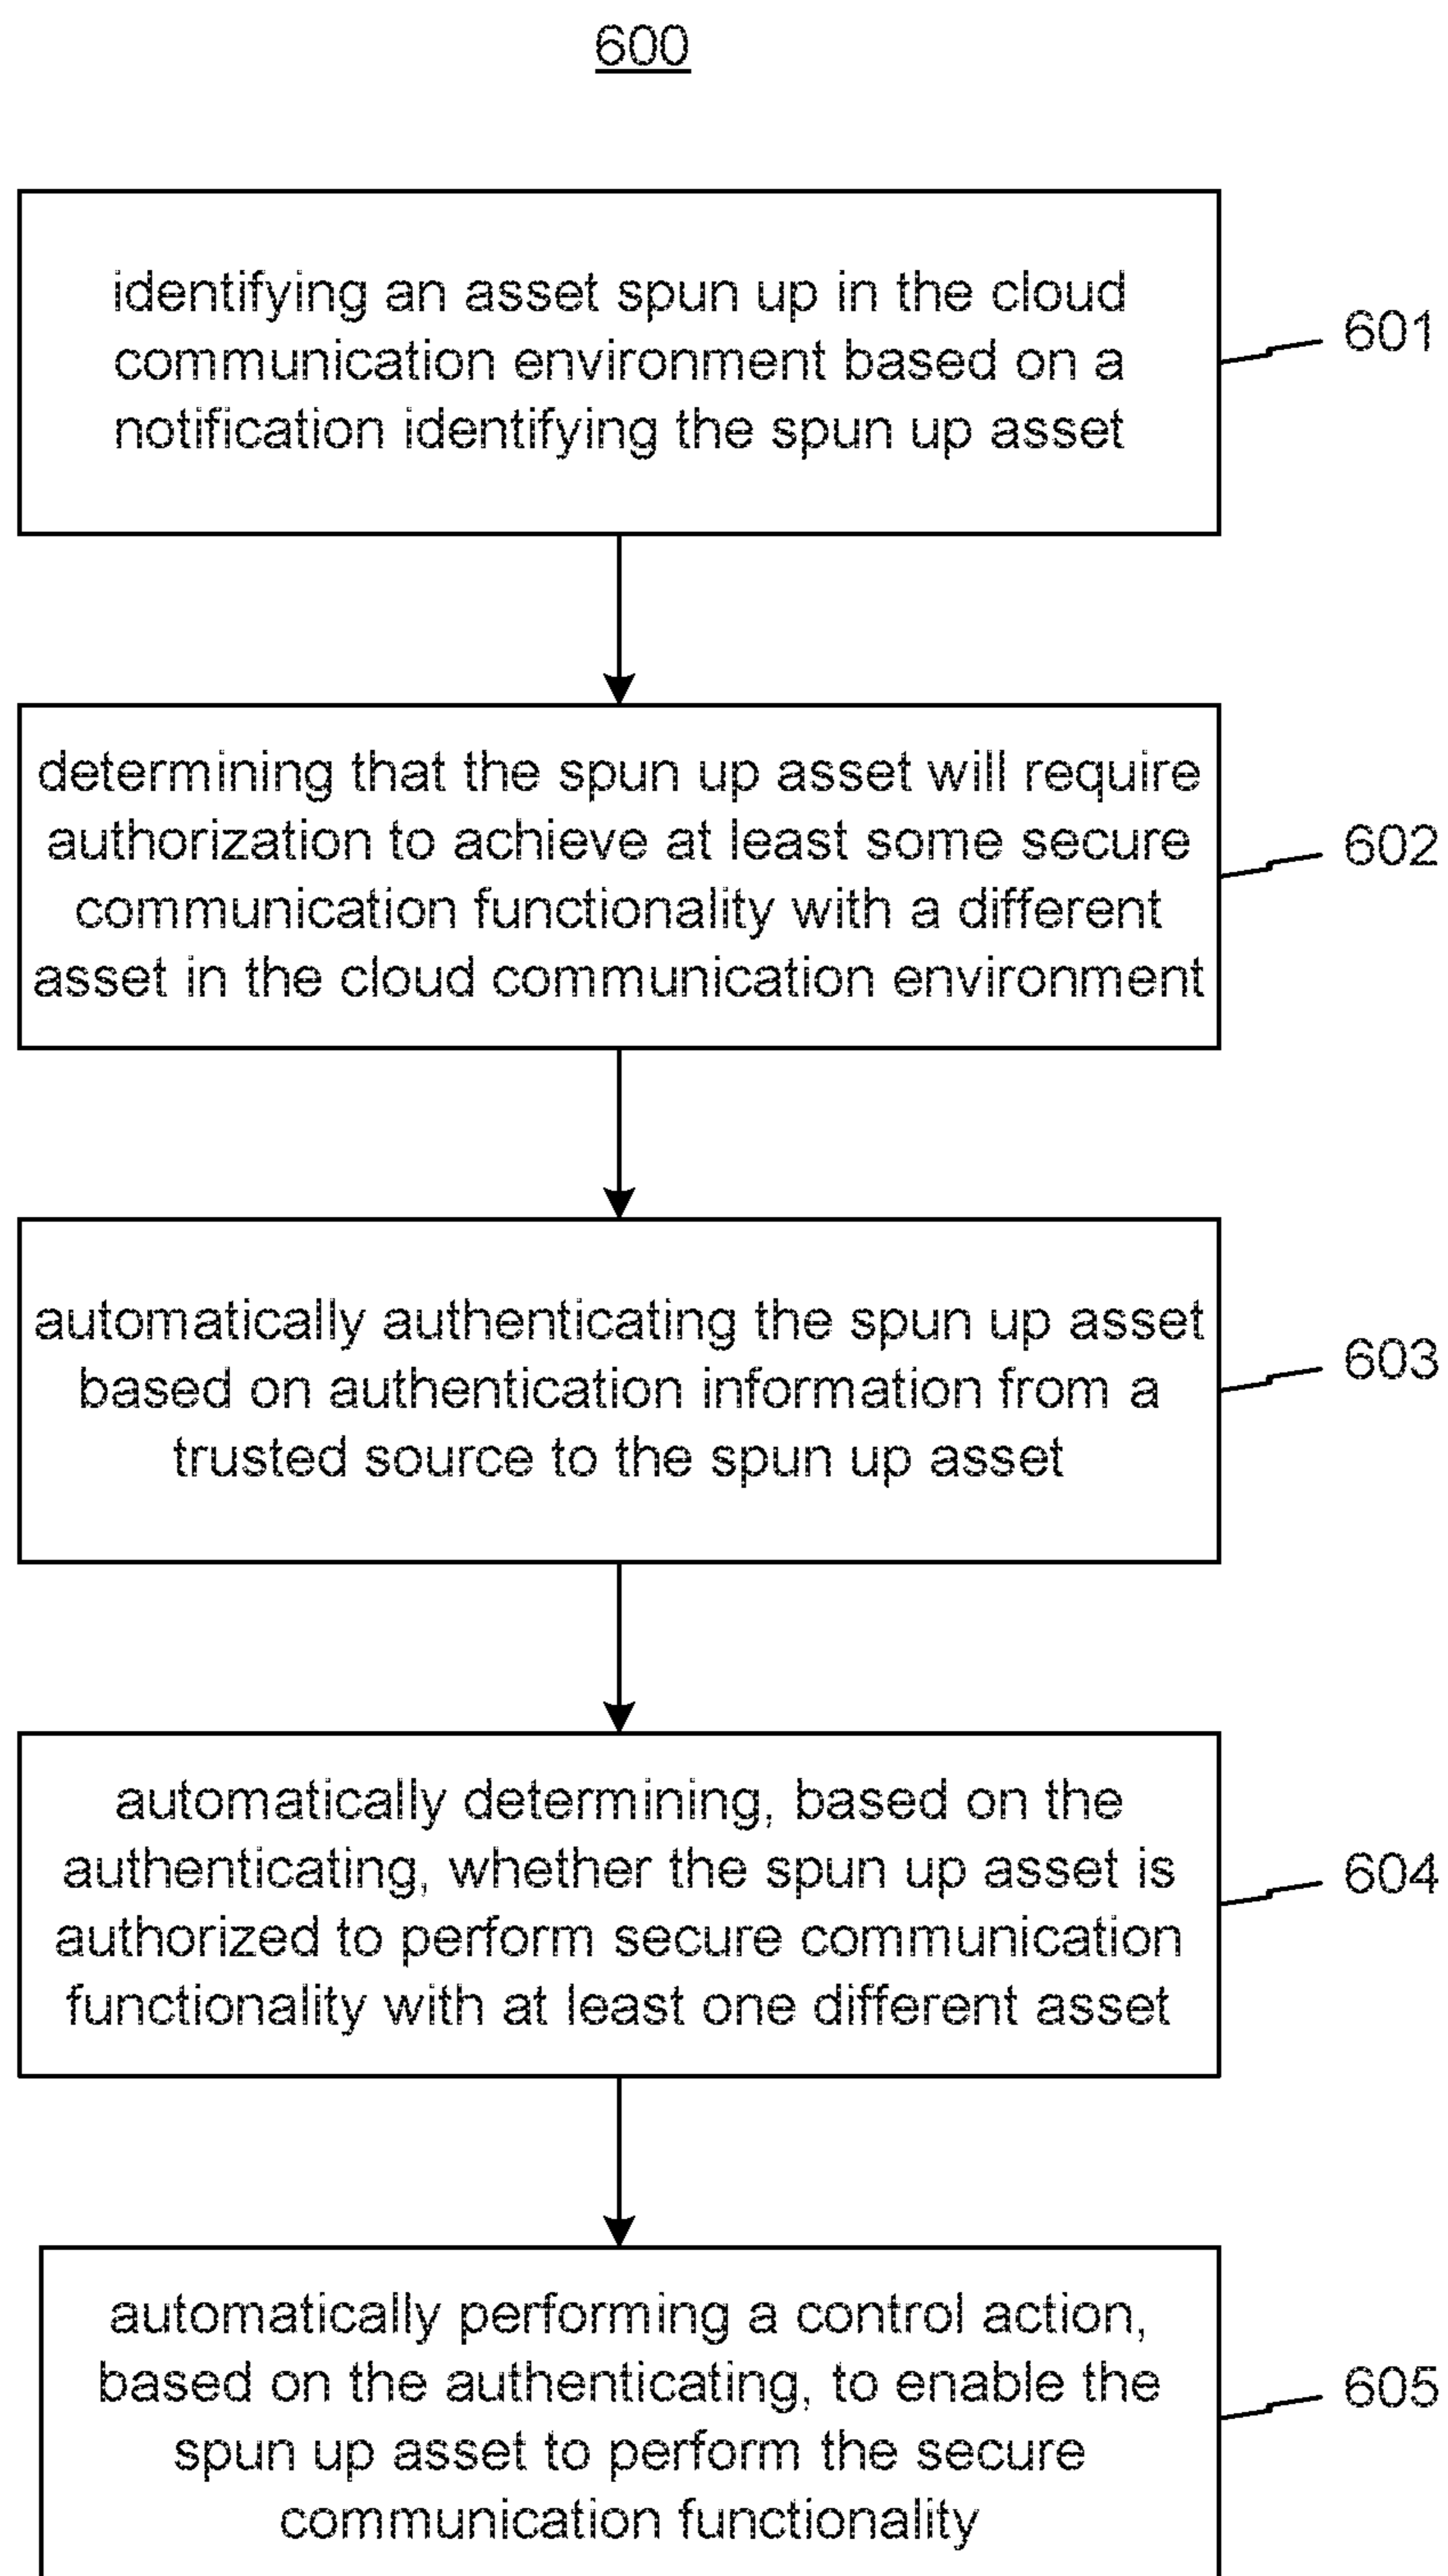 600
identifying an asset spun up in the cloud
communication environment based on a
notification identifying the spun up asset
601
determining that the spun up asset will require
authorization to achieve at least some secure
communication functionality with a different
asset in the cloud communication environment
602
automatically authenticating the spun up asset
based on authentication information from a
trusted source to the spun up asset
603
automatically determining, based on the
authenticating, whether the spun up asset is
authorized to perform secure communication
functionality with at least one different asset
604
automatically performing a control action,
based on the authenticating, to enable the
spun up asset to perform the secure
communication functionality
605